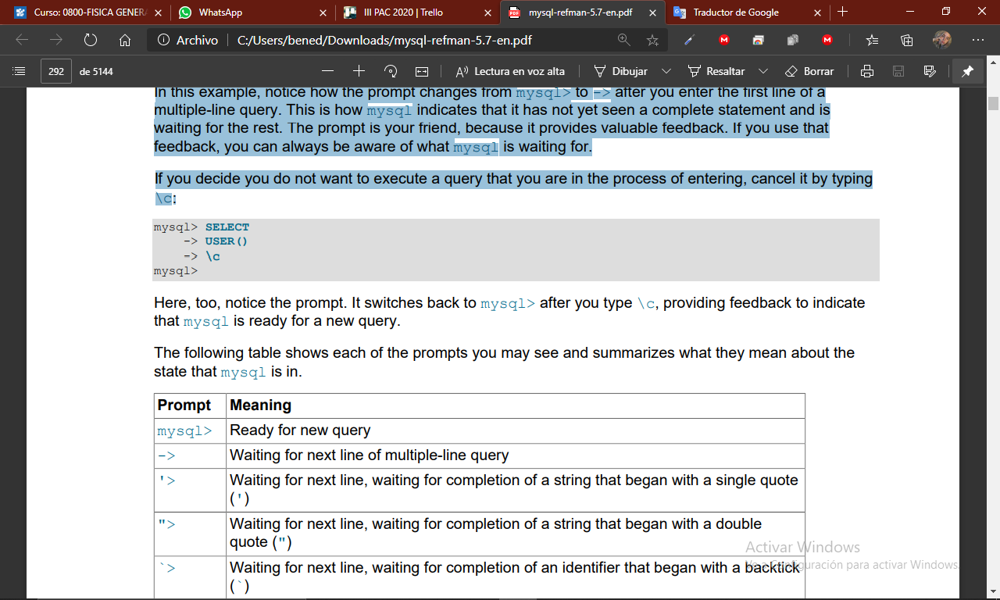 Curso: 0800-FISICA GENER
WhatsApp
III PAC 2020 | Trello
mysql-refman-5.7-en.pdf
Traductor de Google
Archivo
C:/Users/bened/Downloads/mysql-refman-5.7-en.pdf
292 de 5144
Lectura en voz alta
Dibujar
Resaltar
Borrar
In this example, notice how the prompt changes from mysql> to -> after you enter the first line of a
multiple-line query. This is how mysql indicates that it has not yet seen a complete statement and is
waiting for the rest. The prompt is your friend, because it provides valuable feedback. If you use that
feedback, you can always be aware of what mysql is waiting for.
If you decide you do not want to execute a query that you are in the process of entering, cancel it by typing
\c:
mysql> SELECT
-> USER()
-> \c
mysql>
Here, too, notice the prompt. It switches back to mysql> after you type \c, providing feedback to indicate
that mysql is ready for a new query.
The following table shows each of the prompts you may see and summarizes what they mean about the
state that mysql is in.
Prompt Meaning
mysql> Ready for new query
-> Waiting for next line of multiple-line query
'> Waiting for next line, waiting for completion of a string that began with a single quote
(')
"> Waiting for next line, waiting for completion of a string that began with a double
quote (")
`> Waiting for next line, waiting for completion of an identifier that began with a backtick
(`)
Activar Windows
Ve a Configuración para activar Windows.